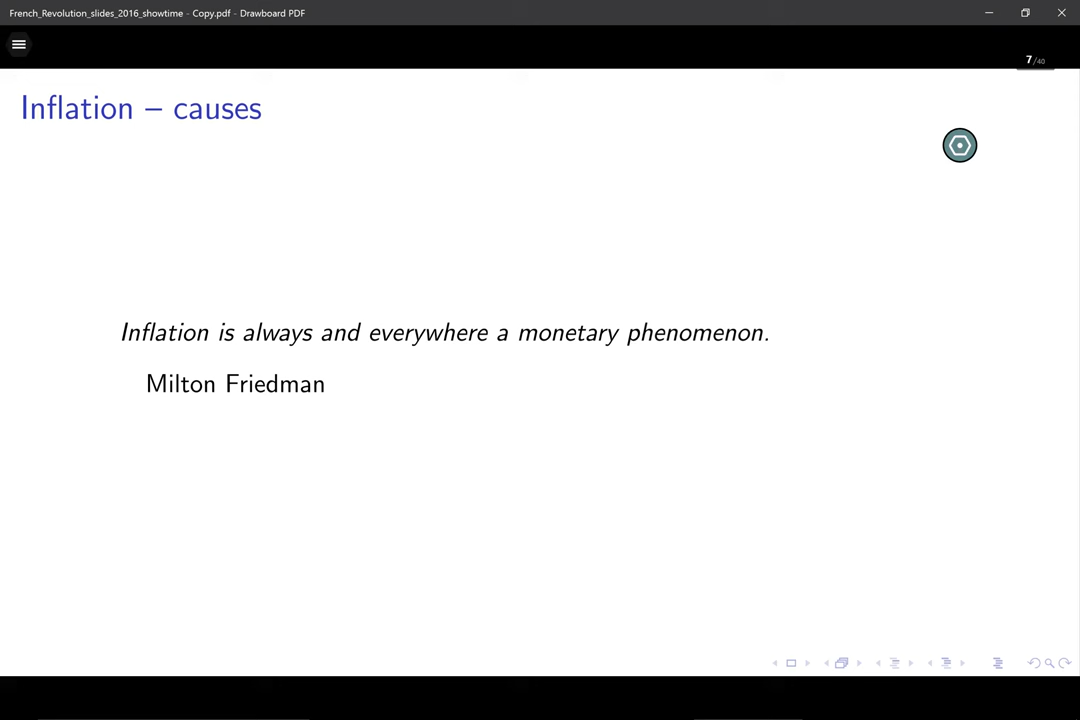 French_Revolution_slides_2016_showtime - Copy.pdf - Drawboard PDF
7/40
Inflation – causes
Inflation is always and everywhere a monetary phenomenon.
Milton Friedman